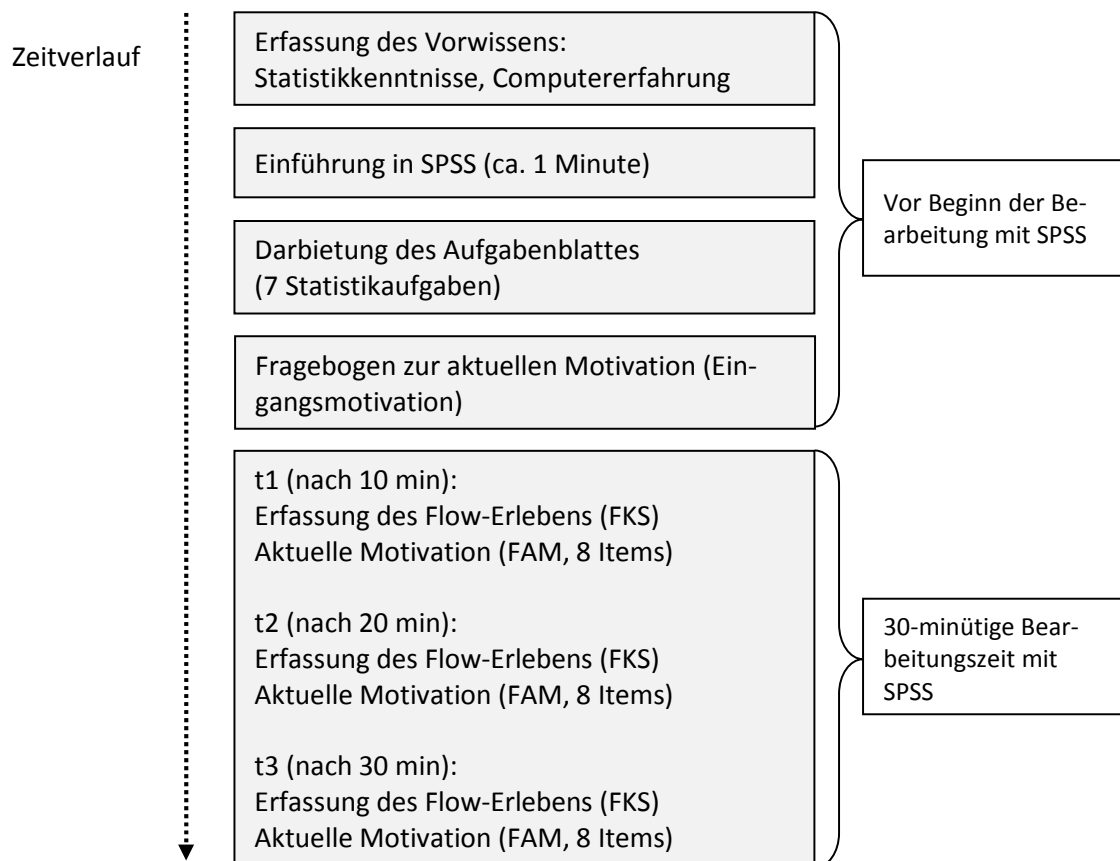 Zeitverlauf
Erfassung des Vorwissens:
Statistikkenntnisse, Computererfahrung
Einführung in SPSS (ca. 1 Minute)
Darbietung des Aufgabenblattes
(7 Statistikaufgaben)
Fragebogen zur aktuellen Motivation (Ein-
gangsmotivation)
Vor Beginn der Be-
arbeitung mit SPSS
t1 (nach 10 min):
Erfassung des Flow-Erlebens (FKS)
Aktuelle Motivation (FAM, 8 Items)
t2 (nach 20 min):
Erfassung des Flow-Erlebens (FKS)
Aktuelle Motivation (FAM, 8 Items)
t3 (nach 30 min):
Erfassung des Flow-Erlebens (FKS)
Aktuelle Motivation (FAM, 8 Items)
30-minütige Bear-
beitungszeit mit
SPSS